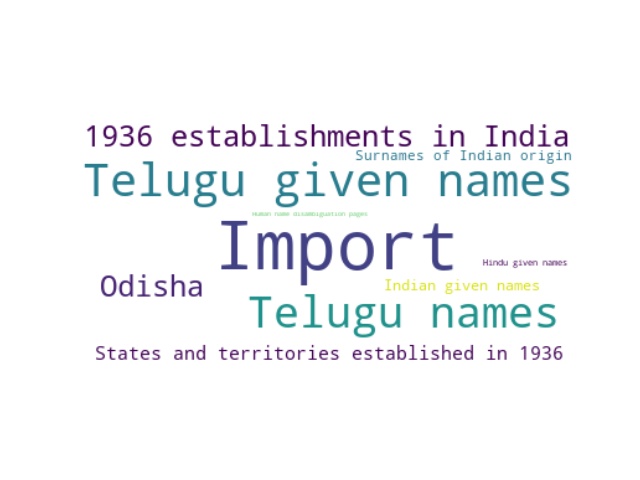 1936 establishments in India
Surnames of Indian origin
Telugu given names
Human name disambiguation pages
Import
Hindu given names
Odisha
Indian given names
Telugu names
States and territories established in 1936